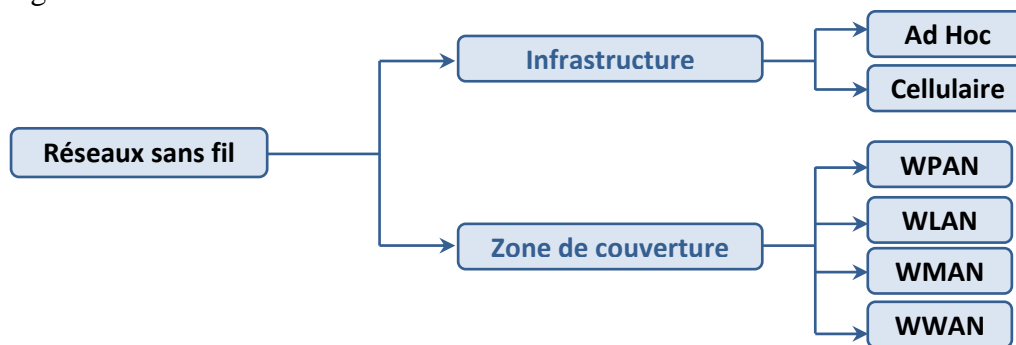 Ad Hoc
Infrastructure
Cellulaire
Réseaux sans fil
WPAN
WLAN
Zone de couverture
WMAN
WWAN